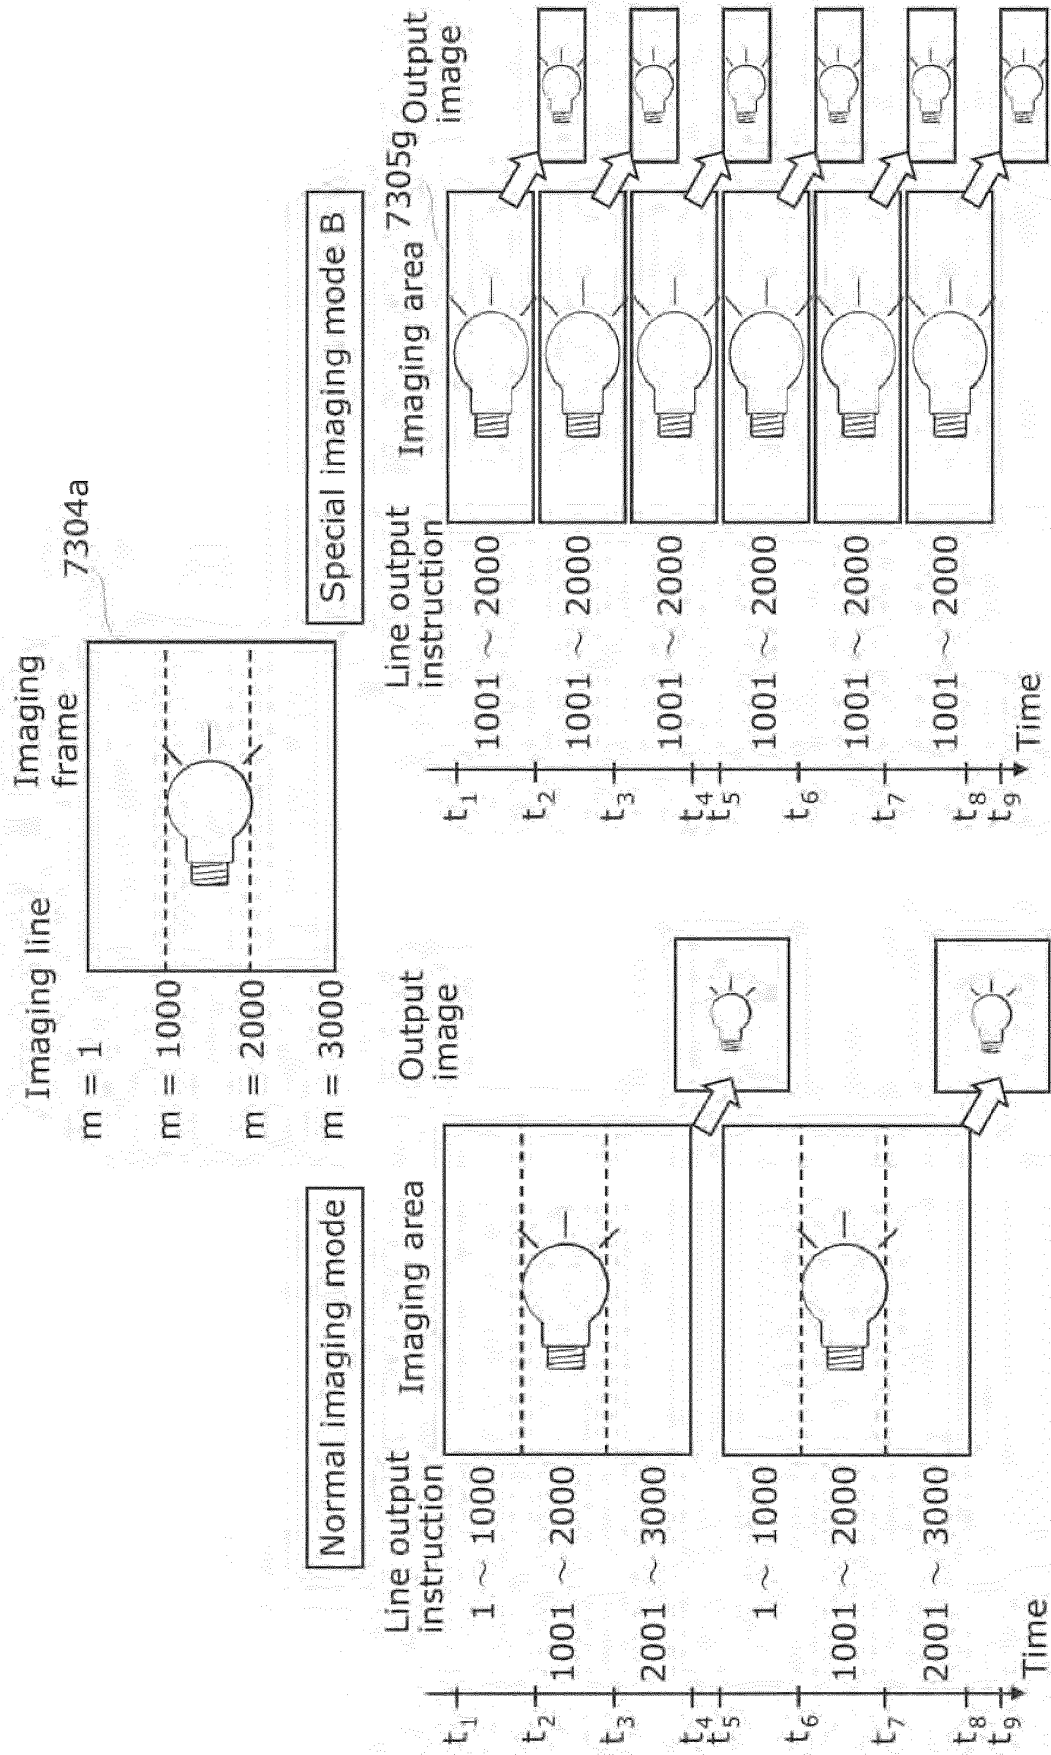 Imaging line
Imaging
frame
7304a
m = 1
m = 1000
m = 2000
m = 3000
Normal imaging mode
Line output
instruction
Imaging area
Output
image
1 ~ 1000
1001 ~ 2000
2001 ~ 3000
1 ~ 1000
1001 ~ 2000
2001 ~ 3000
t1
t2
t3
t4
t5
t6
t7
t8
t9
Time
Special imaging mode B
Line output
instruction
Imaging area
7305g
Output
image
1001 ~ 2000
1001 ~ 2000
1001 ~ 2000
1001 ~ 2000
1001 ~ 2000
1001 ~ 2000
t1
t2
t3
t4
t5
t6
t7
t8
t9
Time